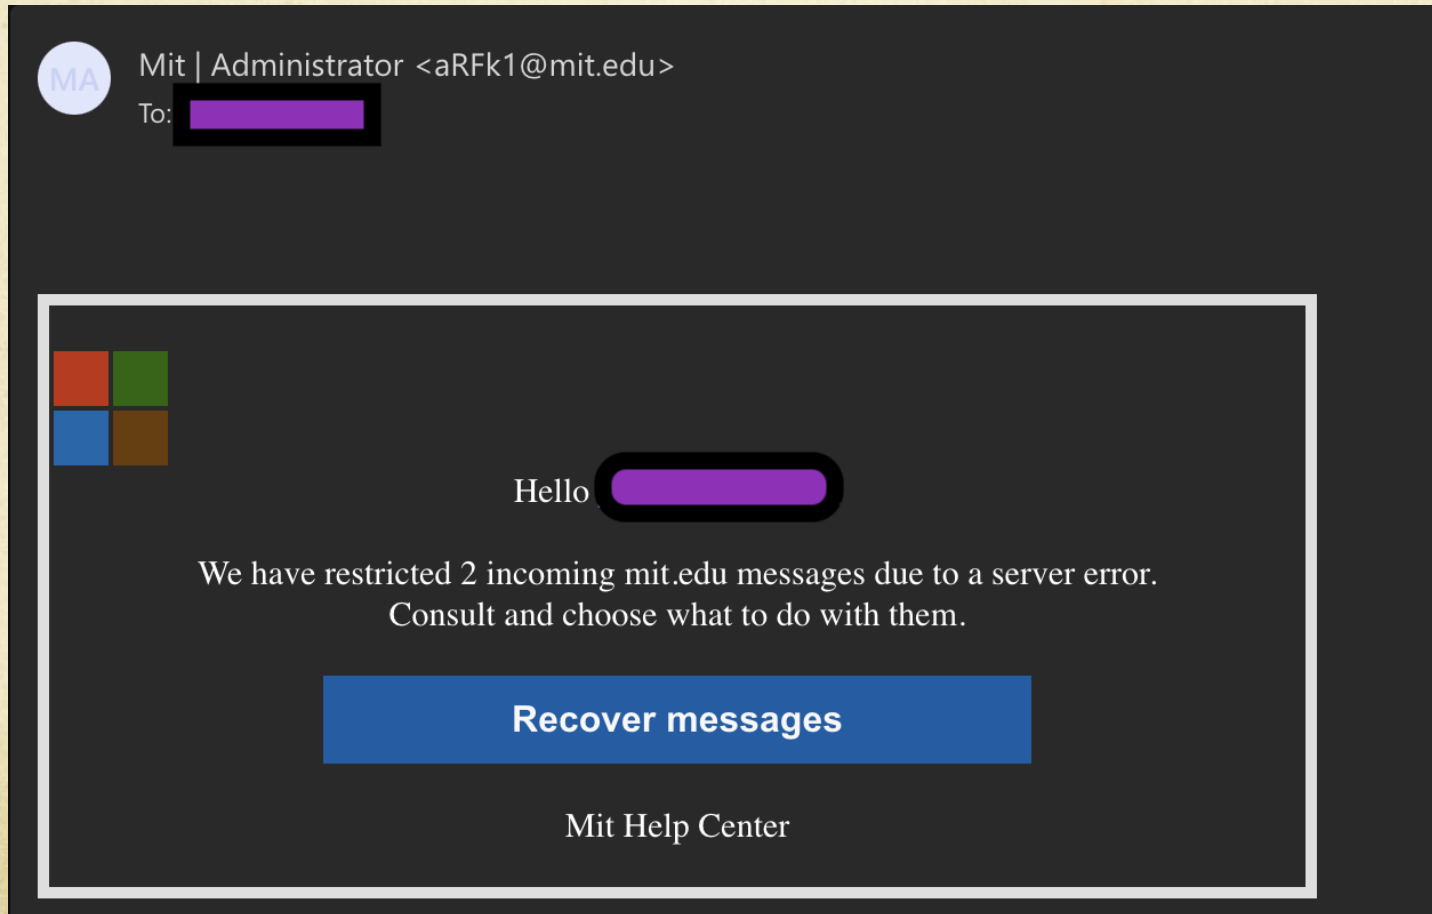 MA
Mit | Administrator <aRFk1@mit.edu>
To:
Hello
We have restricted 2 incoming mit.edu messages due to a server error.
Consult and choose what to do with them.
Recover messages
Mit Help Center